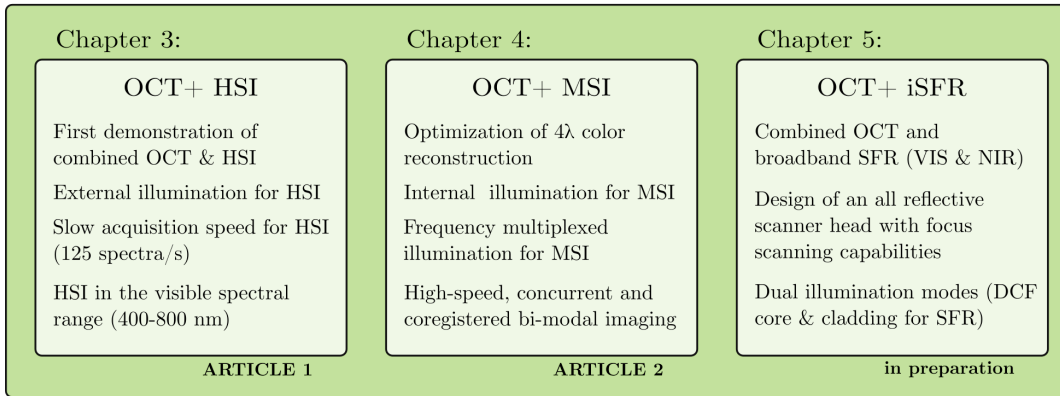 Chapter 3:
OCT+ HSI
First demonstration of
combined OCT & HSI
External illumination for HSI
Slow acquisition speed for HSI
(125 spectra/s)
HSI in the visible spectral
range (400-800 nm)
ARTICLE 1
Chapter 4:
OCT+ MSI
Optimization of 4λ color
reconstruction
Internal illumination for MSI
Frequency multiplexed
illumination for MSI
High-speed, concurrent and
coregistered bi-modal imaging
ARTICLE 2
Chapter 5:
OCT+ iSFR
Combined OCT and
broadband SFR (VIS & NIR)
Design of an all reflective
scanner head with focus
scanning capabilities
Dual illumination modes (DCF
core & cladding for SFR)
in preparation